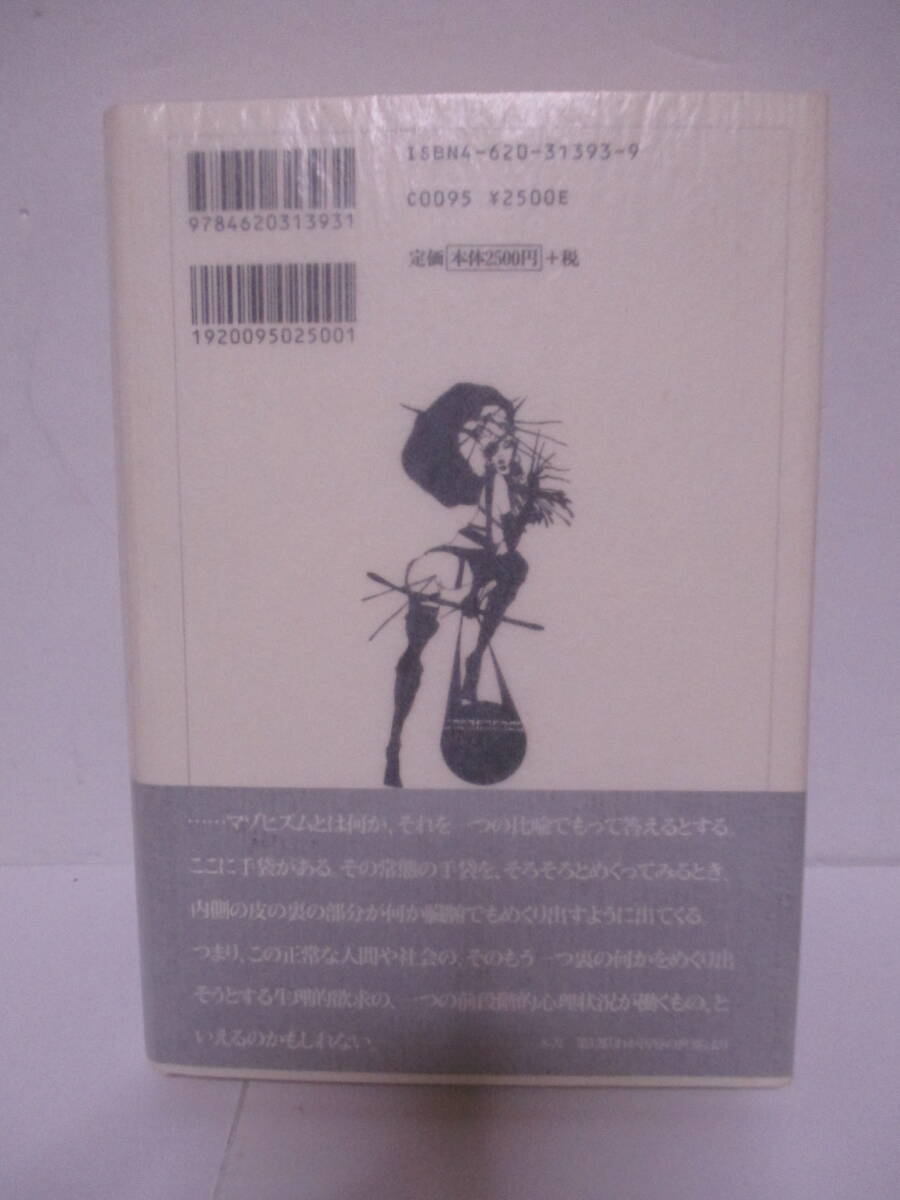 ISBN4-620-31393-9
C0095 ¥2500E
定価 本体2500円 +税
9784620313931
1920095025001
……マゾヒズムとは何か、それを一つの比喩でもって答えるとする。
ここに手袋がある。その常態の手袋を、そろそろとめくってみるとき、
内側の皮の裏の部分が何か臓腑でもめくり出すように出てくる。
つまり、この正常な人間や社会の、そのもう一つ裏の何かをめくり出
そうとする生理的欲求の、一つの前段階的心理状況が働くもの。と
いえるのかもしれない。
より